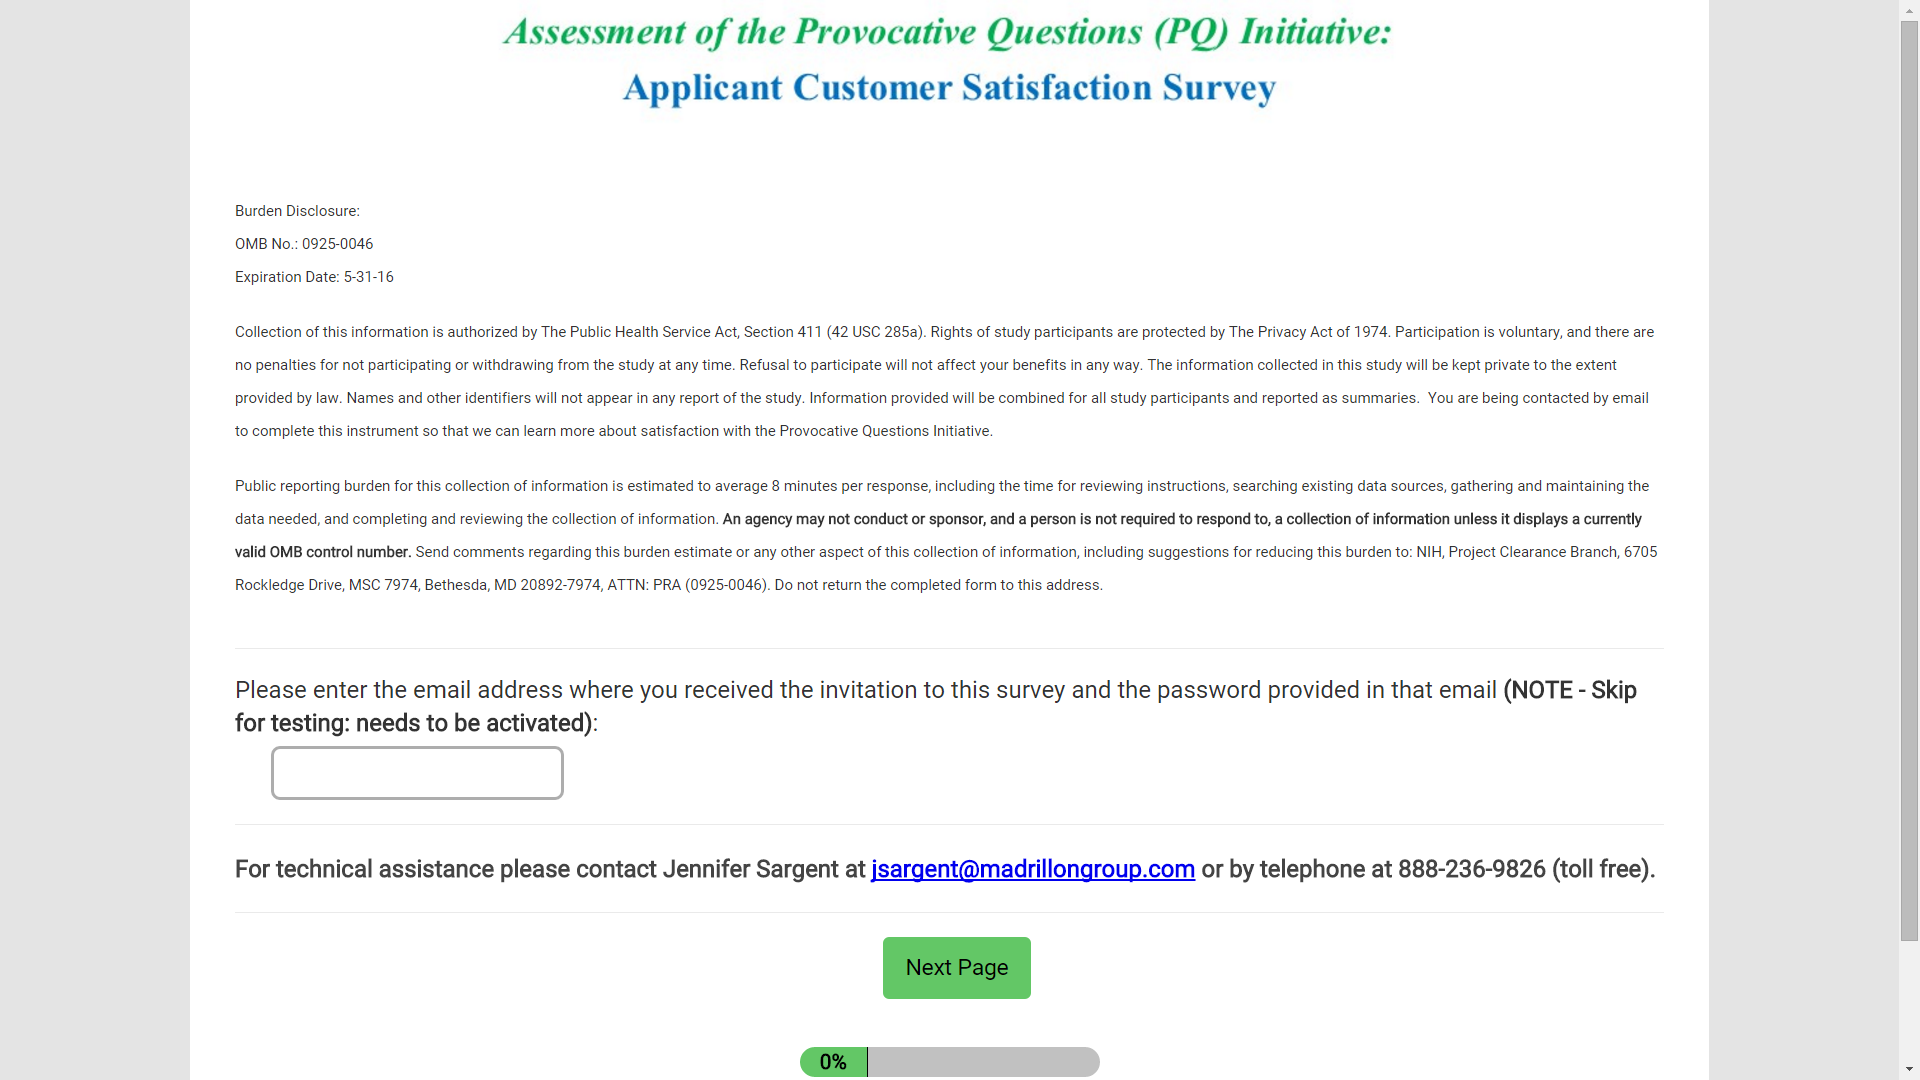 Assessment of the Provocative Questions (PQ) Initiative:
Applicant Customer Satisfaction Survey
Burden Disclosure:
OMB No.: 0925-0046
Expiration Date: 5-31-16
Collection of this information is authorized by The Public Health Service Act, Section 411 (42 USC 285a). Rights of study participants are protected by The Privacy Act of 1974. Participation is voluntary, and there are
no penalties for not participating or withdrawing from the study at any time. Refusal to participate will not affect your benefits in any way. The information collected in this study will be kept private to the extent
provided by law. Names and other identifiers will not appear in any report of the study. Information provided will be combined for all study participants and reported as summaries.  You are being contacted by email
to complete this instrument so that we can learn more about satisfaction with the Provocative Questions Initiative.
Public reporting burden for this collection of information is estimated to average 8 minutes per response, including the time for reviewing instructions, searching existing data sources, gathering and maintaining the
data needed, and completing and reviewing the collection of information. An agency may not conduct or sponsor, and a person is not required to respond to, a collection of information unless it displays a currently
valid OMB control number. Send comments regarding this burden estimate or any other aspect of this collection of information, including suggestions for reducing this burden to: NIH, Project Clearance Branch, 6705
Rockledge Drive, MSC 7974, Bethesda, MD 20892-7974, ATTN: PRA (0925-0046). Do not return the completed form to this address.
Please enter the email address where you received the invitation to this survey and the password provided in that email (NOTE - Skip
for testing: needs to be activated):
For technical assistance please contact Jennifer Sargent at jsargent@madrillongroup.com or by telephone at 888-236-9826 (toll free).
Next Page
0%